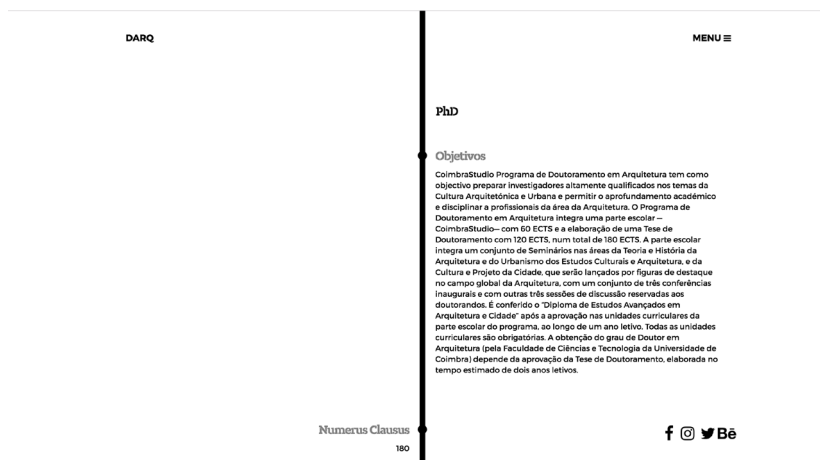 DARQ
MENU
PhD
Objetivos
CoimbraStudio Programa de Doutoramento em Arquitetura tem como
objectivo preparar investigadores altamente qualificados nos temas da
Cultura Arquitetónica e Urbana e permitir o aprofundamento académico
e disciplinar a profissionais da área da Arquitetura. O Programa de
Doutoramento em Arquitetura integra uma parte escolar —
CoimbraStudio— com 60 ECTS e a elaboração de uma Tese de
Doutoramento com 120 ECTS, num total de 180 ECTS. A parte escolar
integra um conjunto de Seminários nas áreas da Teoria e História da
Arquitetura e do Urbanismo dos Estudos Culturais e Arquitetura, e da
Cultura e Projeto da Cidade, que serão lançados por figuras de destaque
no campo global da Arquitetura, com um conjunto de três conferências
inaugurais e com outras três sessões de discussão reservadas aos
doutorandos. É conferido o "Diploma de Estudos Avançados em
Arquitetura e Cidade" após a aprovação nas unidades curriculares da
parte escolar do programa, ao longo de um ano letivo. Todas as unidades
curriculares são obrigatórias. A obtenção do grau de Doutor em
Arquitetura (pela Faculdade de Ciências e Tecnologia da Universidade de
Coimbra) depende da aprovação da Tese de Doutoramento, elaborada no
tempo estimado de dois anos letivos.
Numerus Clausus
180
Bē